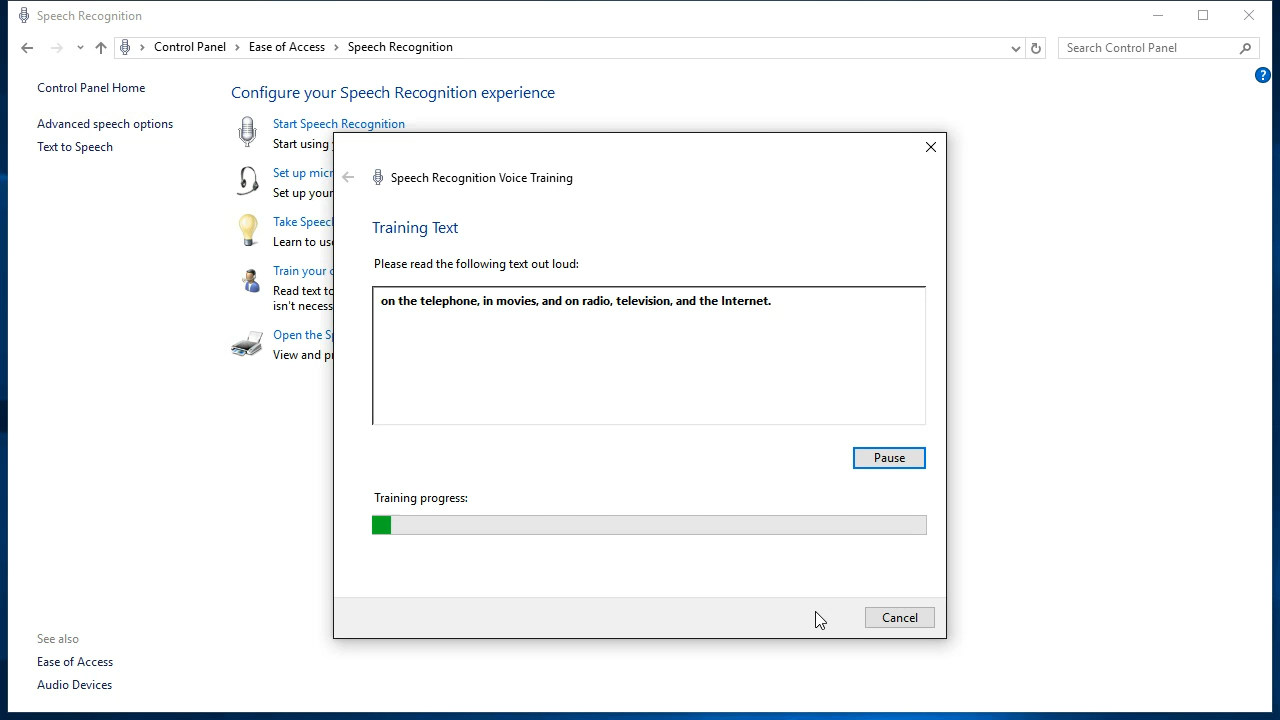 Speech Recognition
Control Panel
Ease of Access
Speech Recognition
Search Control Panel
?
Control Panel Home
Advanced speech options
Text to Speech
Configure your Speech Recognition experience
Start Speech Recognition
Start using
Set up micr
Set up your
Take Speec
Learn to us
Train your
Read text to
isn't necess
Open the S
View and p
Speech Recognition Voice Training
Training Text
Please read the following text out loud:
on the telephone, in movies, and on radio, television, and the Internet.
Pause
Training progress:
Cancel
See also
Ease of Access
Audio Devices